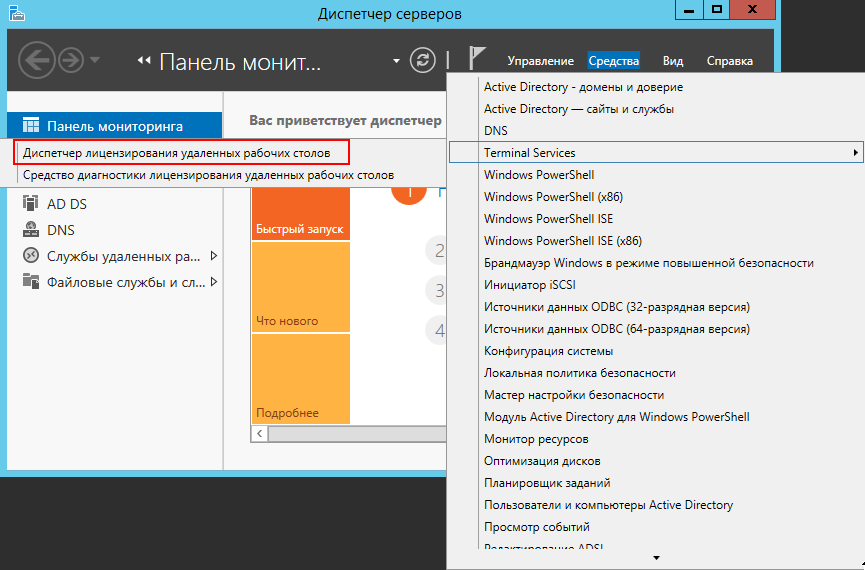 Диспетчер серверов
Панель монит...
Управление
Средства
Вид
Справка
Панель мониторинга
Вас приветствует диспетчер
Диспетчер лицензирования удаленных рабочих столов
Средство диагностики лицензирования удаленных рабочих столов
AD DS
DNS
Службы удаленных ра...
Файловые службы и сл...
1
Быстрый запуск
2
3
Что нового
4
Подробнее
Active Directory - домены и доверие
Active Directory — сайты и службы
DNS
Terminal Services
Windows PowerShell
Windows PowerShell (x86)
Windows PowerShell ISE
Windows PowerShell ISE (x86)
Брандмауэр Windows в режиме повышенной безопасности
Инициатор iSCSI
Источники данных ODBC (32-разрядная версия)
Источники данных ODBC (64-разрядная версия)
Конфигурация системы
Локальная политика безопасности
Мастер настройки безопасности
Модуль Active Directory для Windows PowerShell
Монитор ресурсов
Оптимизация дисков
Планировщик заданий
Пользователи и компьютеры Active Directory
Просмотр событий
Редактирование ADSI